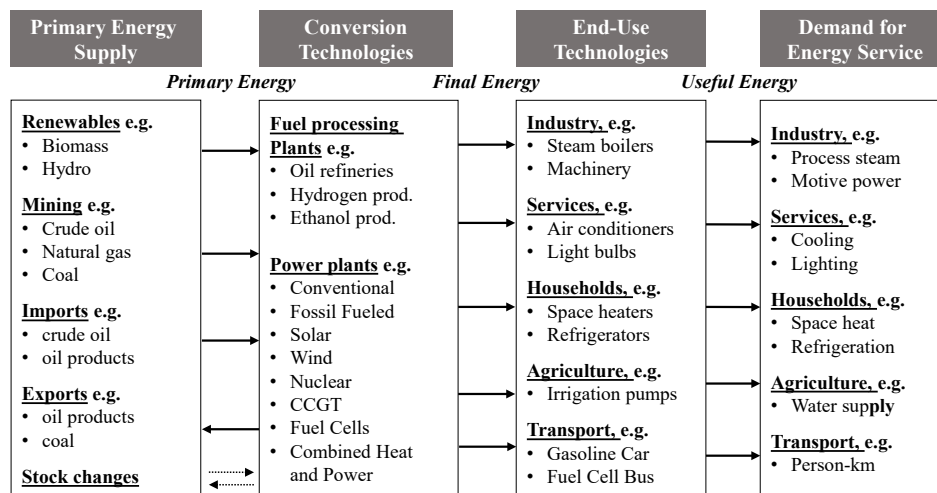 Primary Energy
Supply
Conversion
Technologies
End-Use
Technologies
Demand for
Energy Service
Primary Energy
Final Energy
Useful Energy
Renewables e.g.
• Biomass
• Hydro
Mining e.g.
• Crude oil
• Natural gas
• Coal
Imports e.g.
• crude oil
• oil products
Exports e.g.
• oil products
• coal
Stock changes
Fuel processing
Plants e.g.
• Oil refineries
• Hydrogen prod.
• Ethanol prod.
Power plants e.g.
• Conventional
• Fossil Fueled
• Solar
• Wind
• Nuclear
• CCGT
• Fuel Cells
• Combined Heat
and Power
Industry, e.g.
• Steam boilers
• Machinery
Services, e.g.
• Air conditioners
• Light bulbs
Households, e.g.
• Space heaters
• Refrigerators
Agriculture, e.g.
• Irrigation pumps
Transport, e.g.
• Gasoline Car
• Fuel Cell Bus
Industry, e.g.
• Process steam
• Motive power
Services, e.g.
• Cooling
• Lighting
Households, e.g.
• Space heat
• Refrigeration
Agriculture, e.g.
• Water supply
Transport, e.g.
• Person-km